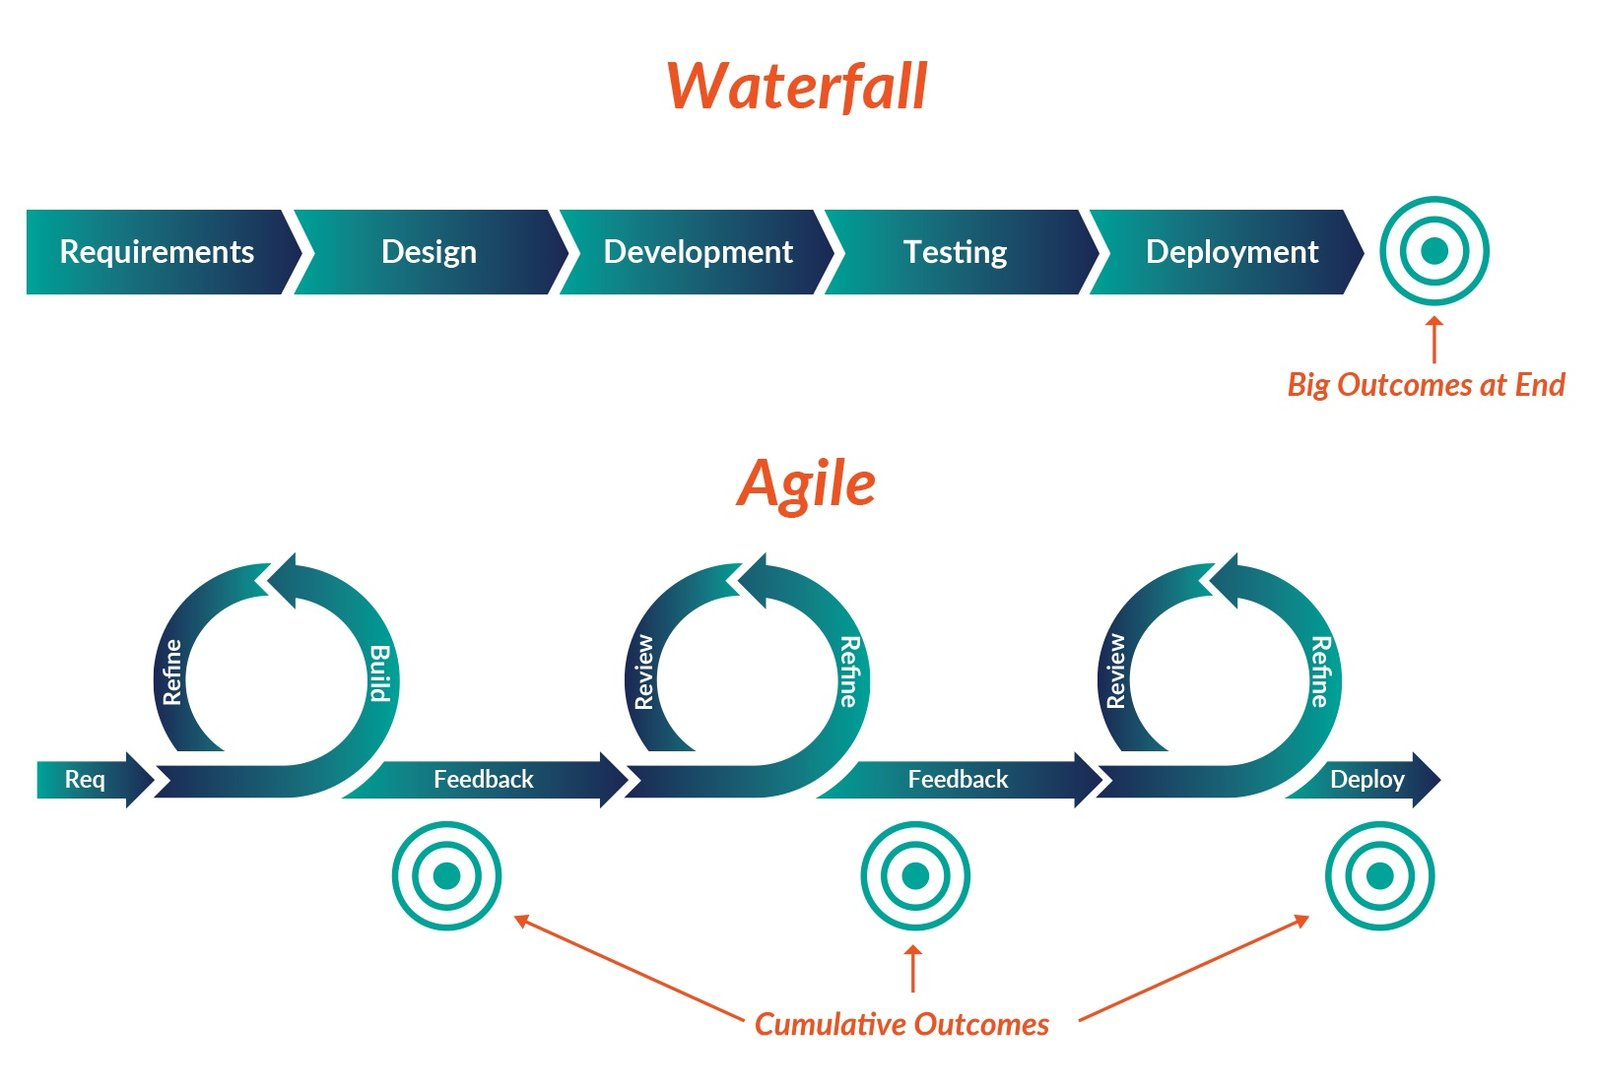 Waterfall
Requirements
Design
Development
Testing
Deployment
Big Outcomes at End
Agile
Req
Refine
Build
Feedback
Review
Refine
Feedback
Review
Refine
Deploy
Cumulative Outcomes